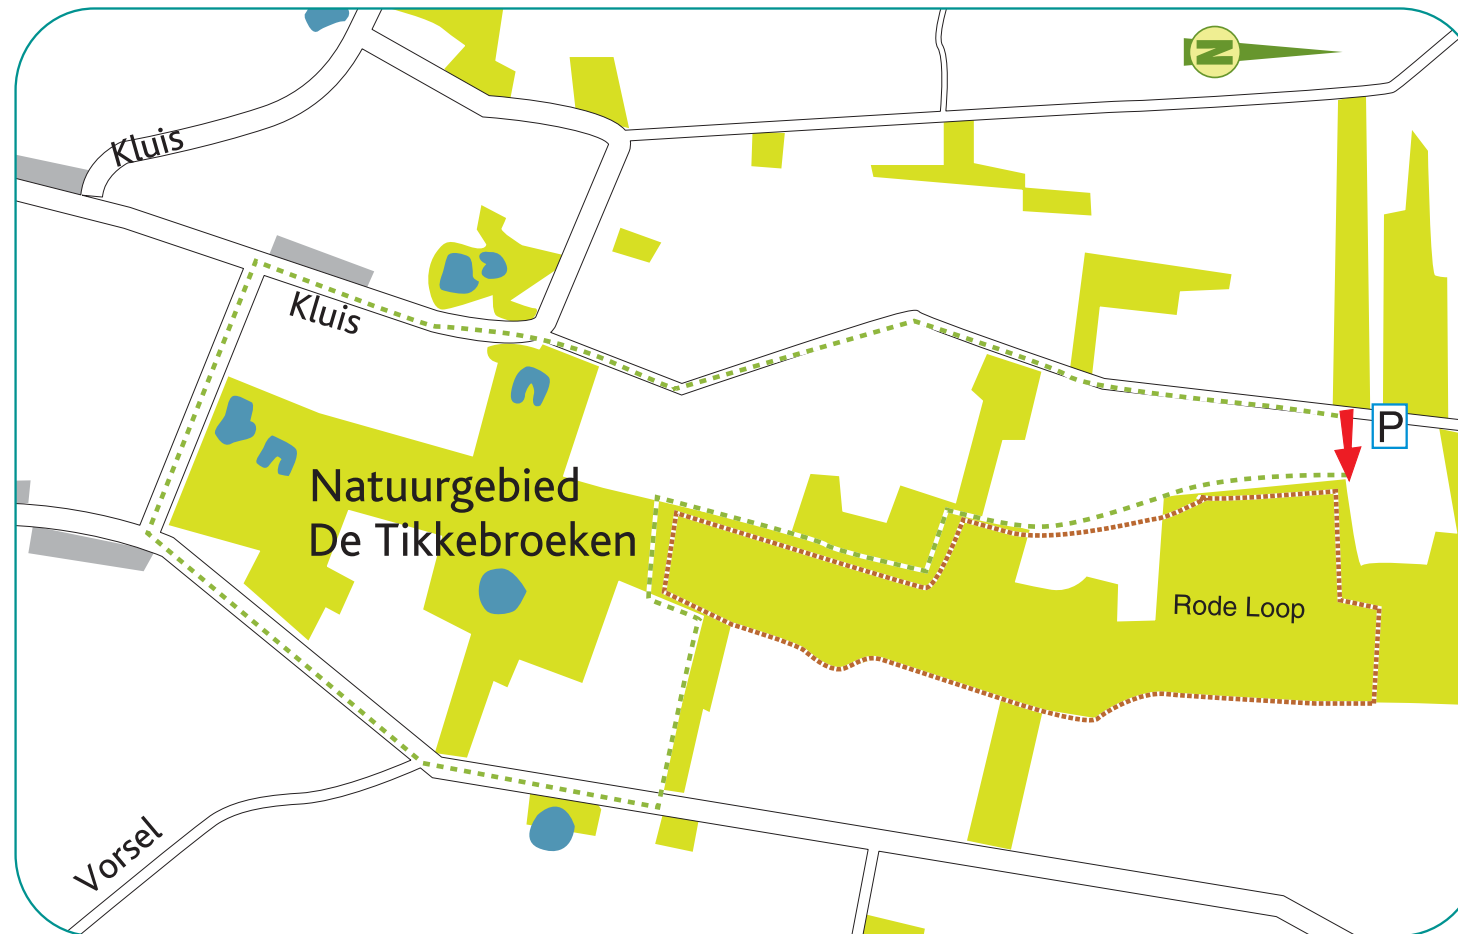 N
Kluis
Kluis
P
Natuurgebied
De Tikkebroeken
Rode Loop
Vorsel